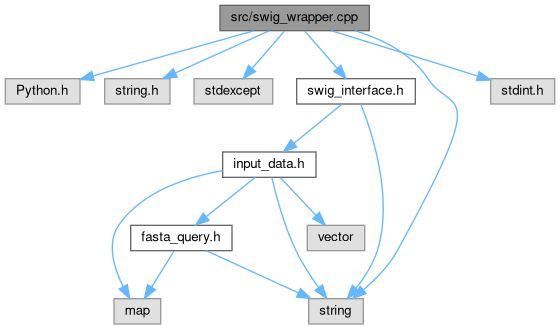 src/swig_wrapper.cpp
Python.h
string.h
stdexcept
swig_interface.h
stdint.h
input_data.h
fasta_query.h
vector
map
string